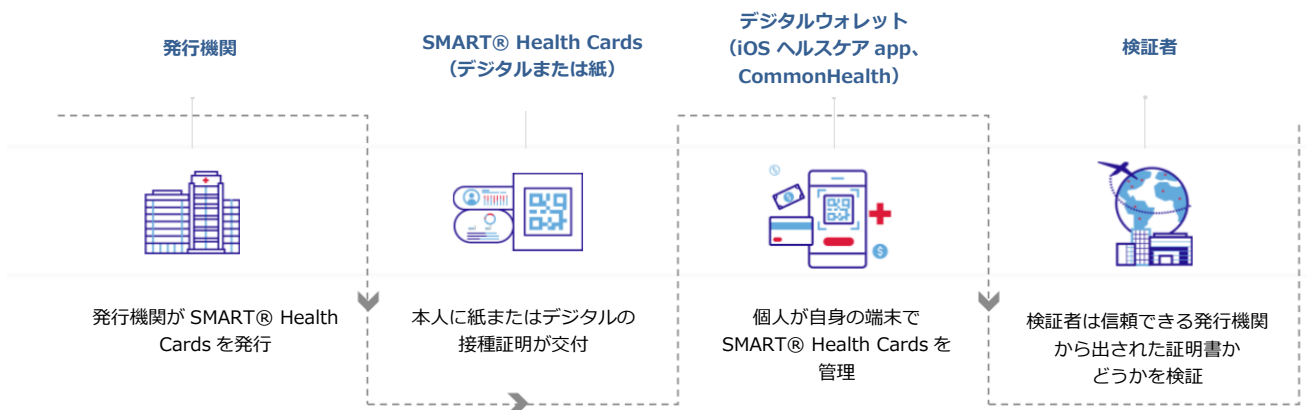 発行機関
SMART® Health Cards
（デジタルまたは紙）
デジタルウォレット
（iOS ヘルスケア app、
CommonHealth）
検証者
発行機関が SMART® Health
Cards を発行
本人に紙またはデジタルの
接種証明が交付
個人が自身の端末で
SMART® Health Cards を
管理
検証者は信頼できる発行機関
から出された証明書か
どうかを検証